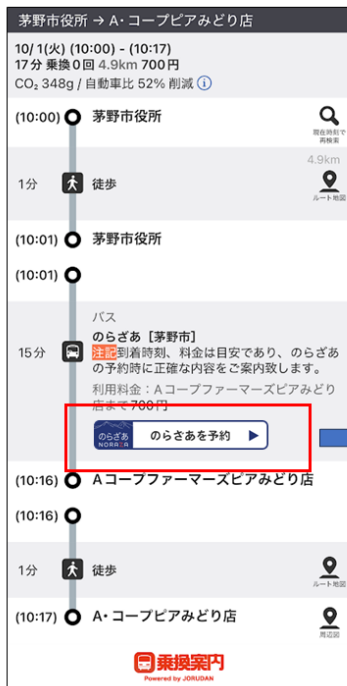 茅野市役所 → A・コープピアみどり店
10/1(火) (10:00) - (10:17)
17分 乗換0回 4.9km 700円
CO₂ 348g / 自動車比 52% 削減 ⓘ
(10:00) 茅野市役所
現在時刻で
再検索
4.9km
1分 徒歩
ルート地図
(10:01) 茅野市役所
(10:01)
バス
のらざあ［茅野市］
15分 注記到着時刻、料金は目安であり、のらざあ
の予約時に正確な内容をご案内致します。
利用料金：Aコープファーマーズピアみどり
店まで700円
のらざあ
NORAZA
のらざあを予約
(10:16) Aコープファーマーズピアみどり店
(10:16)
1分 徒歩
ルート地図
(10:17) A・コープピアみどり店
周辺図
乗換案内
Powered by JORUDAN